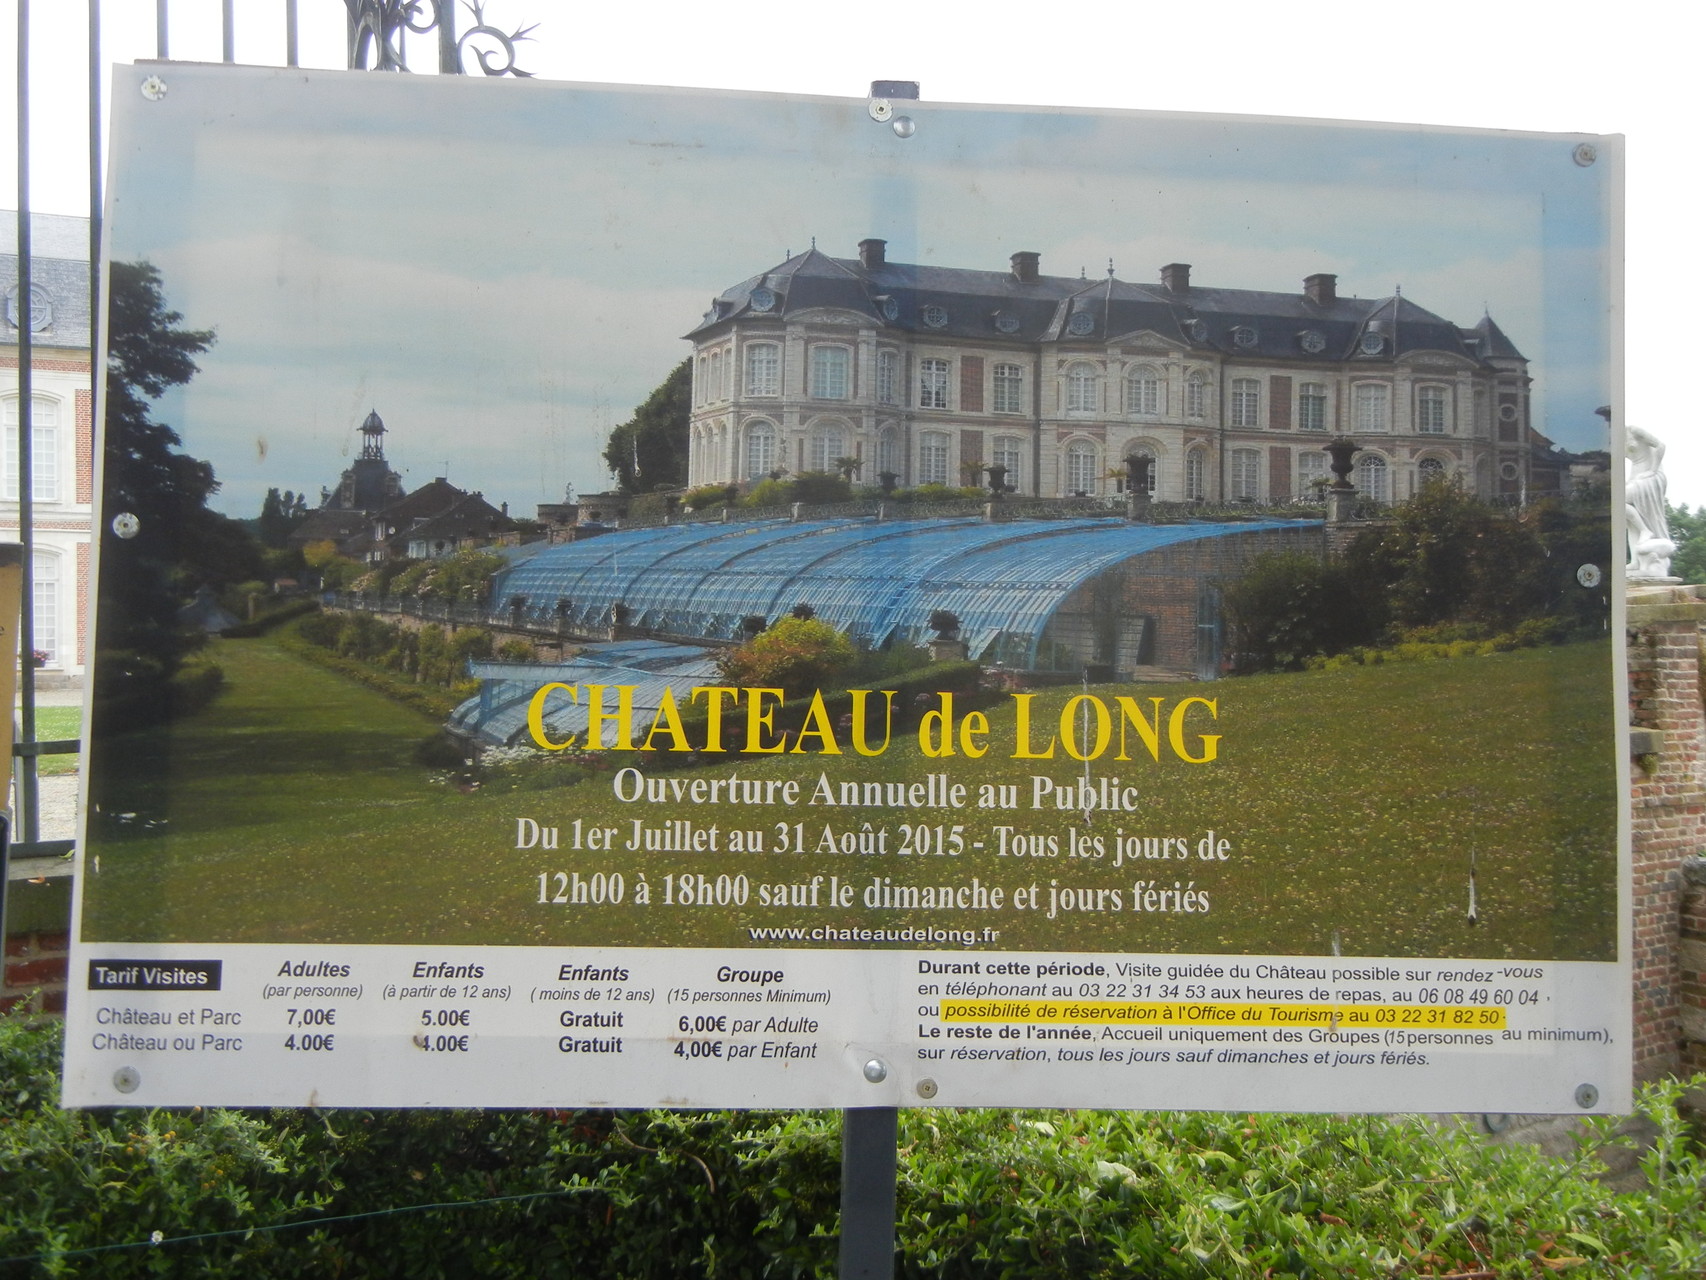 CHATEAU de LONG
Ouverture Annuelle au Public
Du 1er Juillet au 31 Août 2015 - Tous les jours de
12h00 à 18h00 sauf le dimanche et jours fériés
www.chateaudelong.fr
Tarif Visites Adultes Enfants Enfants Groupe
(par personne) (à partir de 12 ans) ( moins de 12 ans) (15 personnes Minimum)
Château et Parc 7,00€ 5.00€ Gratuit 6,00€ par Adulte
Château ou Parc 4.00€ 4.00€ Gratuit 4,00€ par Enfant
Durant cette période, Visite guidée du Château possible sur rendez-vous
en téléphonant au 03 22 31 34 53 aux heures de repas, au 06 08 49 60 04 ,
ou possibilité de réservation à l'Office du Tourisme au 03 22 31 82 50.
Le reste de l'année, Accueil uniquement des Groupes (15 personnes au minimum),
sur réservation, tous les jours sauf dimanches et jours fériés.